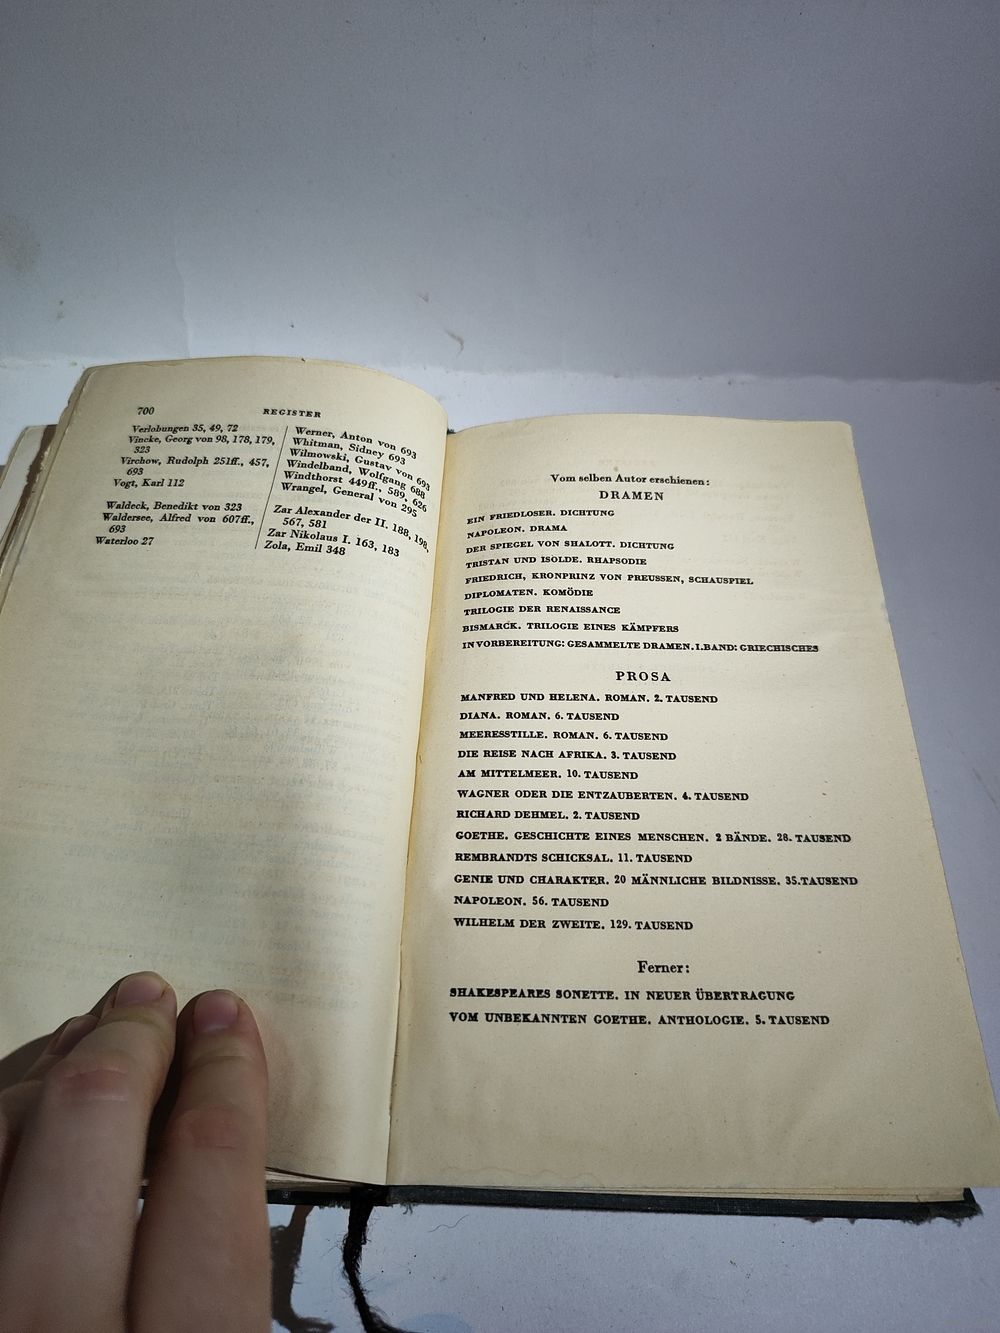 700 REGISTER
Verlobungen 35, 49, 72
Vincke, Georg von 98, 178, 179,
323
Virchow, Rudolph 251ff., 457,
693
Vogt, Karl 112
Waldeck, Benedikt von 323
Waldersee, Alfred von 607ff.,
693
Waterloo 27
Werner, Anton von 693
Whitman, Sidney 693
Wilmowski, Gustav von 693
Windelband, Wolfgang 688
Windthorst 449ff., 589, 626
Wrangel, General von 295
Zar Alexander der II. 188, 198,
567, 581
Zar Nikolaus I. 163, 183
Zola, Emil 348
Vom selben Autor erschienen:
DRAMEN
EIN FRIEDLOSER. DICHTUNG
NAPOLEON. DRAMA
DER SPIEGEL VON SHALOTT. DICHTUNG
TRISTAN UND ISOLDE. RHAPSODIE
FRIEDRICH, KRONPRINZ VON PREUSSEN, SCHAUSPIEL
DIPLOMATEN. KOMÖDIE
TRILOGIE DER RENAISSANCE
BISMARCK. TRILOGIE EINES KÄMPFERS
IN VORBEREITUNG: GESAMMELTE DRAMEN. I. BAND: GRIECHISCHES
PROSA
MANFRED UND HELENA. ROMAN. 2. TAUSEND
DIANA. ROMAN. 6. TAUSEND
MEERESSTILLE. ROMAN. 6. TAUSEND
DIE REISE NACH AFRIKA. 3. TAUSEND
AM MITTELMEER. 10. TAUSEND
WAGNER ODER DIE ENTZAUBERTEN. 4. TAUSEND
RICHARD DEHMEL. 2. TAUSEND
GOETHE. GESCHICHTE EINES MENSCHEN. 2 BÄNDE. 28. TAUSEND
REMBRANDTS SCHICKSAL. 11. TAUSEND
GENIE UND CHARAKTER. 20 MÄNNLICHE BILDNISSE. 35. TAUSEND
NAPOLEON. 56. TAUSEND
WILHELM DER ZWEITE. 129. TAUSEND
Ferner:
SHAKESPEARES SONETTE. IN NEUER ÜBERTRAGUNG
VOM UNBEKANNTEN GOETHE. ANTHOLOGIE. 5. TAUSEND